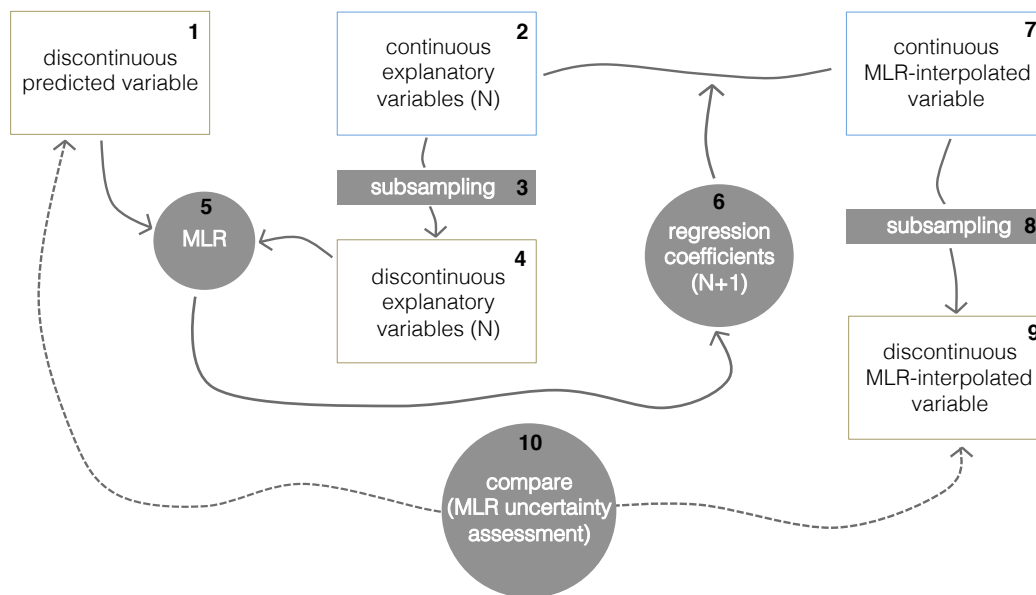 1
discontinuous
predicted variable
2
continuous
explanatory
variables (N)
subsampling 3
4
discontinuous
explanatory
variables (N)
5
MLR
6
regression
coefficients
(N+1)
7
continuous
MLR-interpolated
variable
subsampling 8
9
discontinuous
MLR-interpolated
variable
10
compare
(MLR uncertainty
assessment)